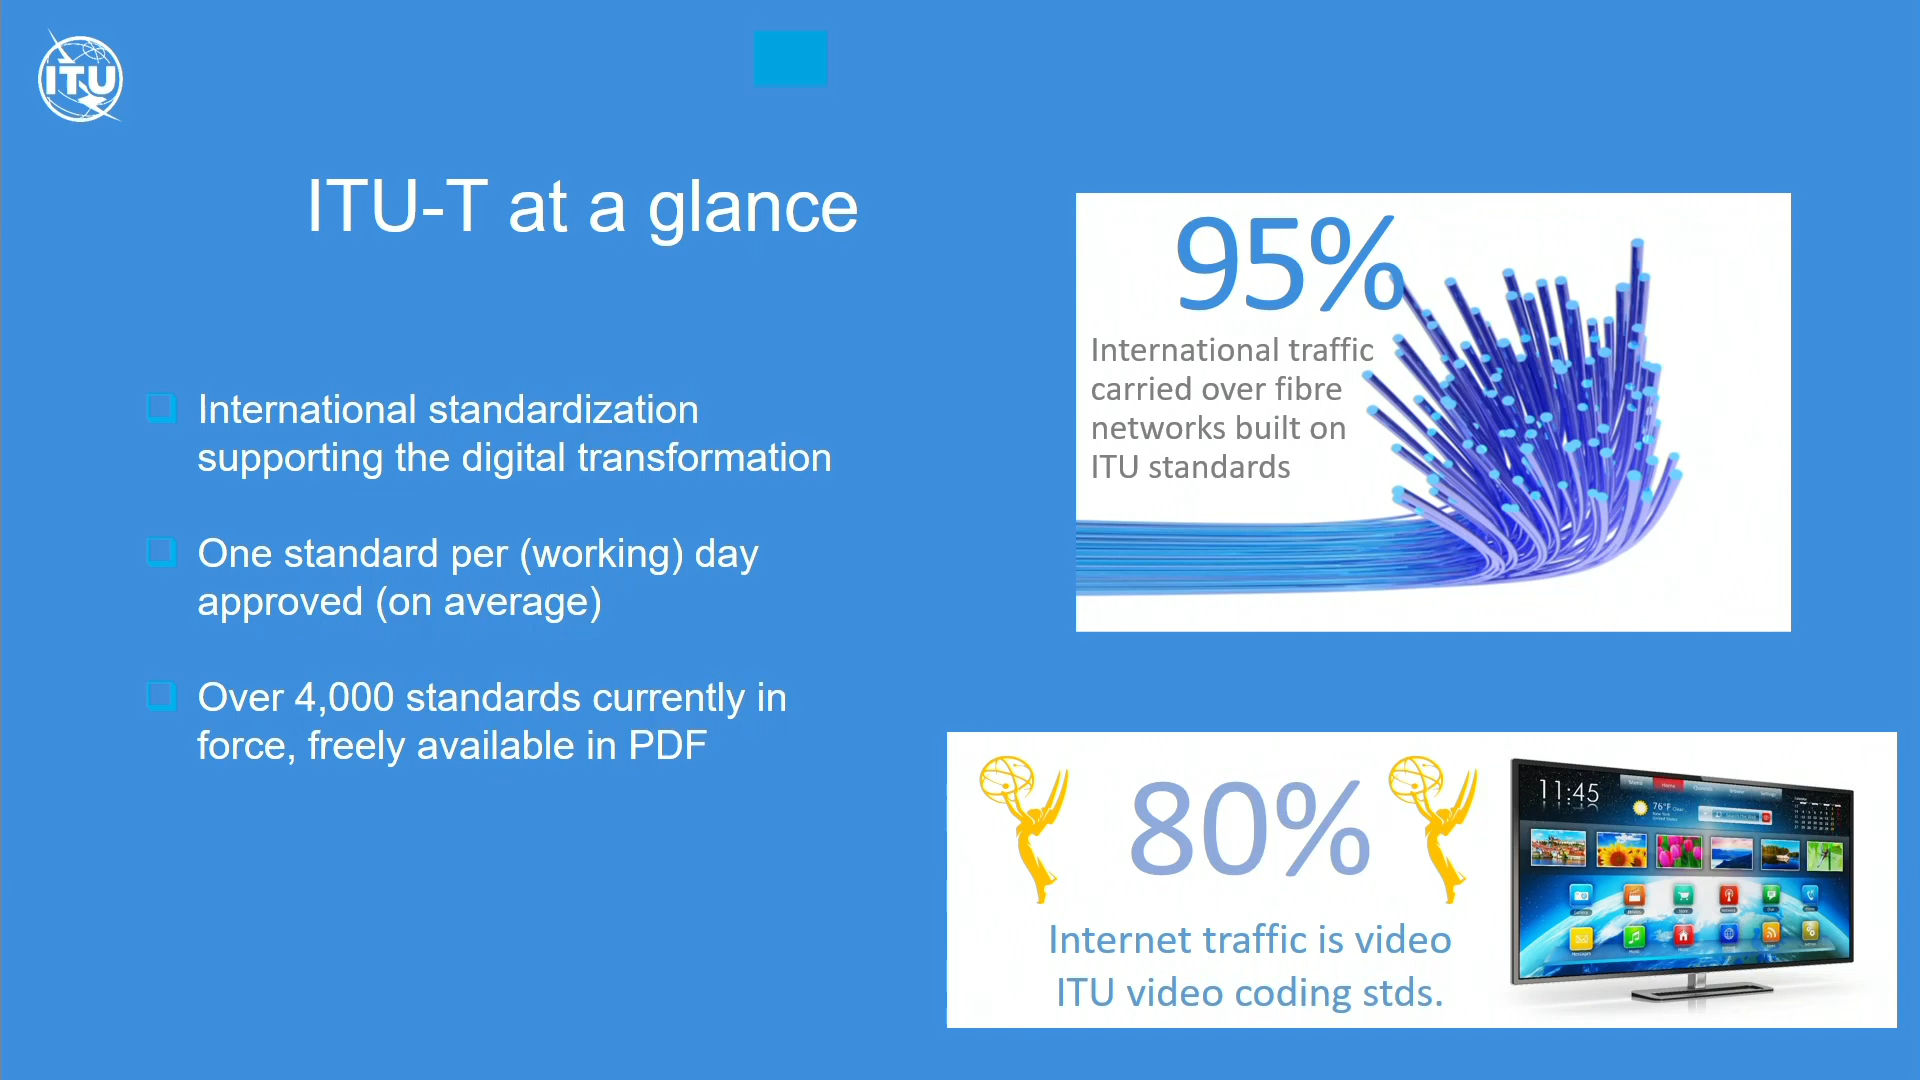 ITU
ITU-T at a glance
International standardization
supporting the digital transformation
One standard per (working) day
approved (on average)
Over 4,000 standards currently in
force, freely available in PDF
95%
International traffic
carried over fibre
networks built on
ITU standards
80%
Internet traffic is video
ITU video coding stds.
11:45
76°F